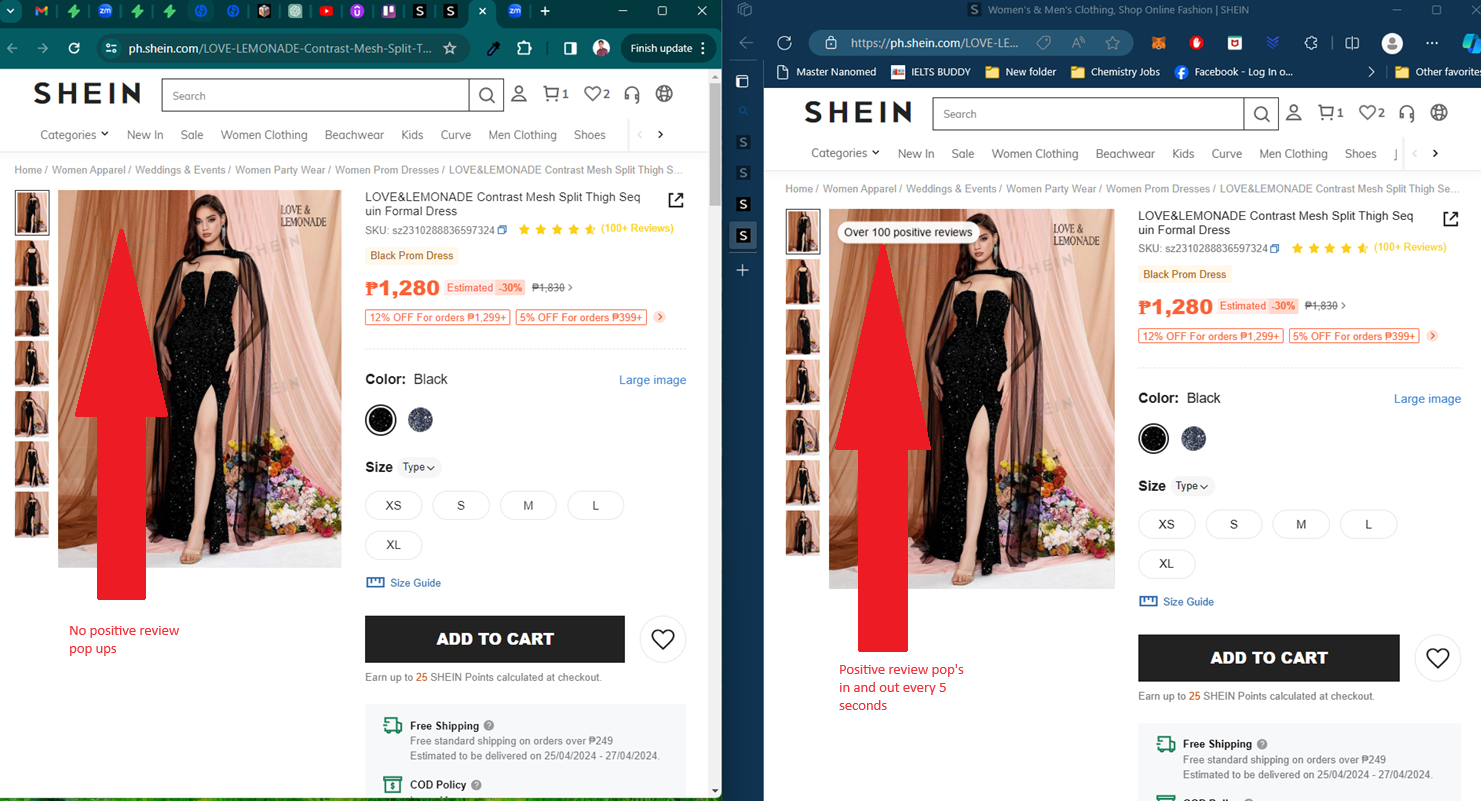 ph.shein.com/LOVE-LEMONADE-Contrast-Mesh-Split-T...
Finish update
SHEIN
Search
1
2
Categories
New In
Sale
Women Clothing
Beachwear
Kids
Curve
Men Clothing
Shoes
Home / Women Apparel / Weddings & Events / Women Party Wear / Women Prom Dresses / LOVE&LEMONADE Contrast Mesh Split Thigh S...
LOVE &
LEMONADE
SHEIN
LOVE&LEMONADE Contrast Mesh Split Thigh Seq
uin Formal Dress
SKU: sz2310288836597324
(100+ Reviews)
Black Prom Dress
₱1,280 Estimated -30% ₱1,830
12% OFF For orders ₱1,299+
5% OFF For orders ₱399+
Color: Black
Large image
Size Type
XS
S
M
L
XL
Size Guide
ADD TO CART
Earn up to 25 SHEIN Points calculated at checkout.
Free Shipping
Free standard shipping on orders over ₱249
Estimated to be delivered on 25/04/2024 - 27/04/2024.
COD Policy
No positive review
pop ups
Women's & Men's Clothing, Shop Online Fashion | SHEIN
https://ph.shein.com/LOVE-LE...
Master Nanomed
IELTS BUDDY
New folder
Chemistry Jobs
Facebook - Log In o...
Other favorites
SHEIN
Search
1
2
Categories
New In
Sale
Women Clothing
Beachwear
Kids
Curve
Men Clothing
Shoes
Home / Women Apparel / Weddings & Events / Women Party Wear / Women Prom Dresses / LOVE&LEMONADE Contrast Mesh Split Thigh Se...
Over 100 positive reviews
LOVE &
LEMONADE
SHEIN
LOVE&LEMONADE Contrast Mesh Split Thigh Seq
uin Formal Dress
SKU: sz2310288836597324
(100+ Reviews)
Black Prom Dress
₱1,280 Estimated -30% ₱1,830
12% OFF For orders ₱1,299+
5% OFF For orders ₱399+
Color: Black
Large image
Size Type
XS
S
M
L
XL
Size Guide
ADD TO CART
Earn up to 25 SHEIN Points calculated at checkout.
Free Shipping
Free standard shipping on orders over ₱249
Estimated to be delivered on 25/04/2024 - 27/04/2024.
Positive review pop's
in and out every 5
seconds